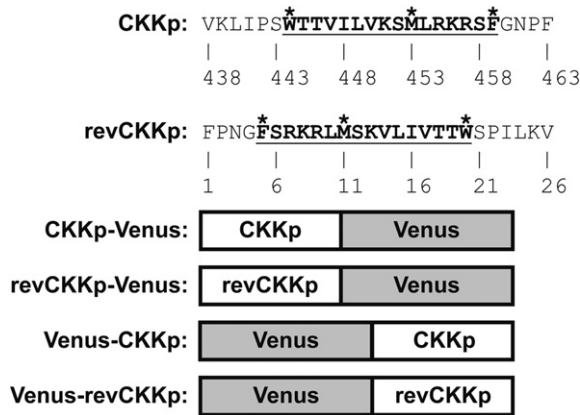 * * *
CKKp: VKLIPSWTTVILVKSMLRKRSFGNPF
| | | | | |
438 443 448 453 458 463
* * *
revCKKp: FPNGFSRKRLMSKVLIVTTWSPILKV
| | | | | |
1 6 11 16 21 26
CKKp-Venus: CKKp Venus
revCKKp-Venus: revCKKp Venus
Venus-CKKp: Venus CKKp
Venus-revCKKp: Venus revCKKp